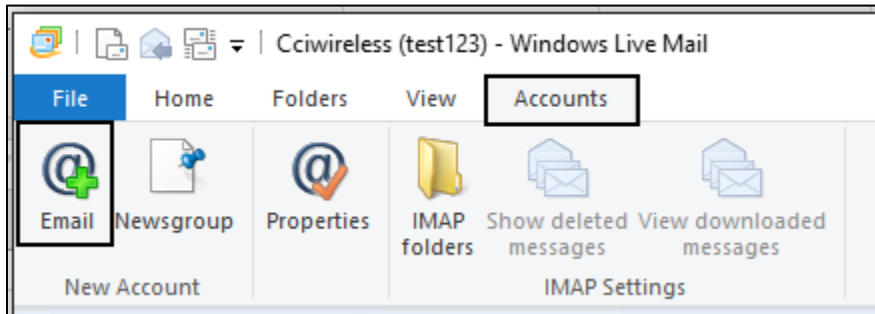 Cciwireless (test123) - Windows Live Mail
File Home Folders View Accounts
Email Newsgroup Properties IMAP folders Show deleted messages View downloaded messages
New Account IMAP Settings